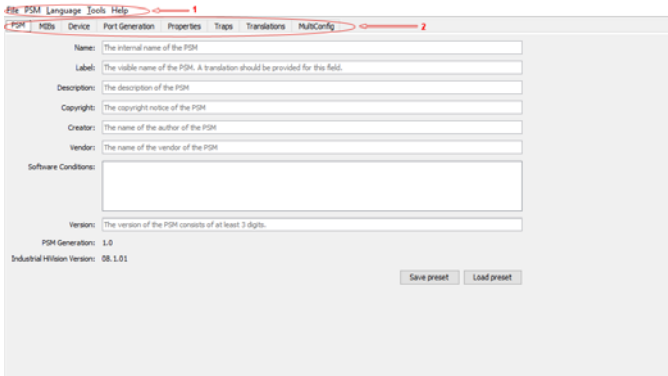 File PSM Language Tools Help 1
PSM MIBs Device Port Generation Properties Traps Translations MultiConfig 2
Name: The internal name of the PSM
Label: The visible name of the PSM. A translation should be provided for this field.
Description: The description of the PSM
Copyright: The copyright notice of the PSM
Creator: The name of the author of the PSM
Vendor: The name of the vendor of the PSM
Software Conditions:
Version: The version of the PSM consists of at least 3 digits.
PSM Generation: 1.0
Industrial HiVision Version: 08.1.01
Save preset Load preset